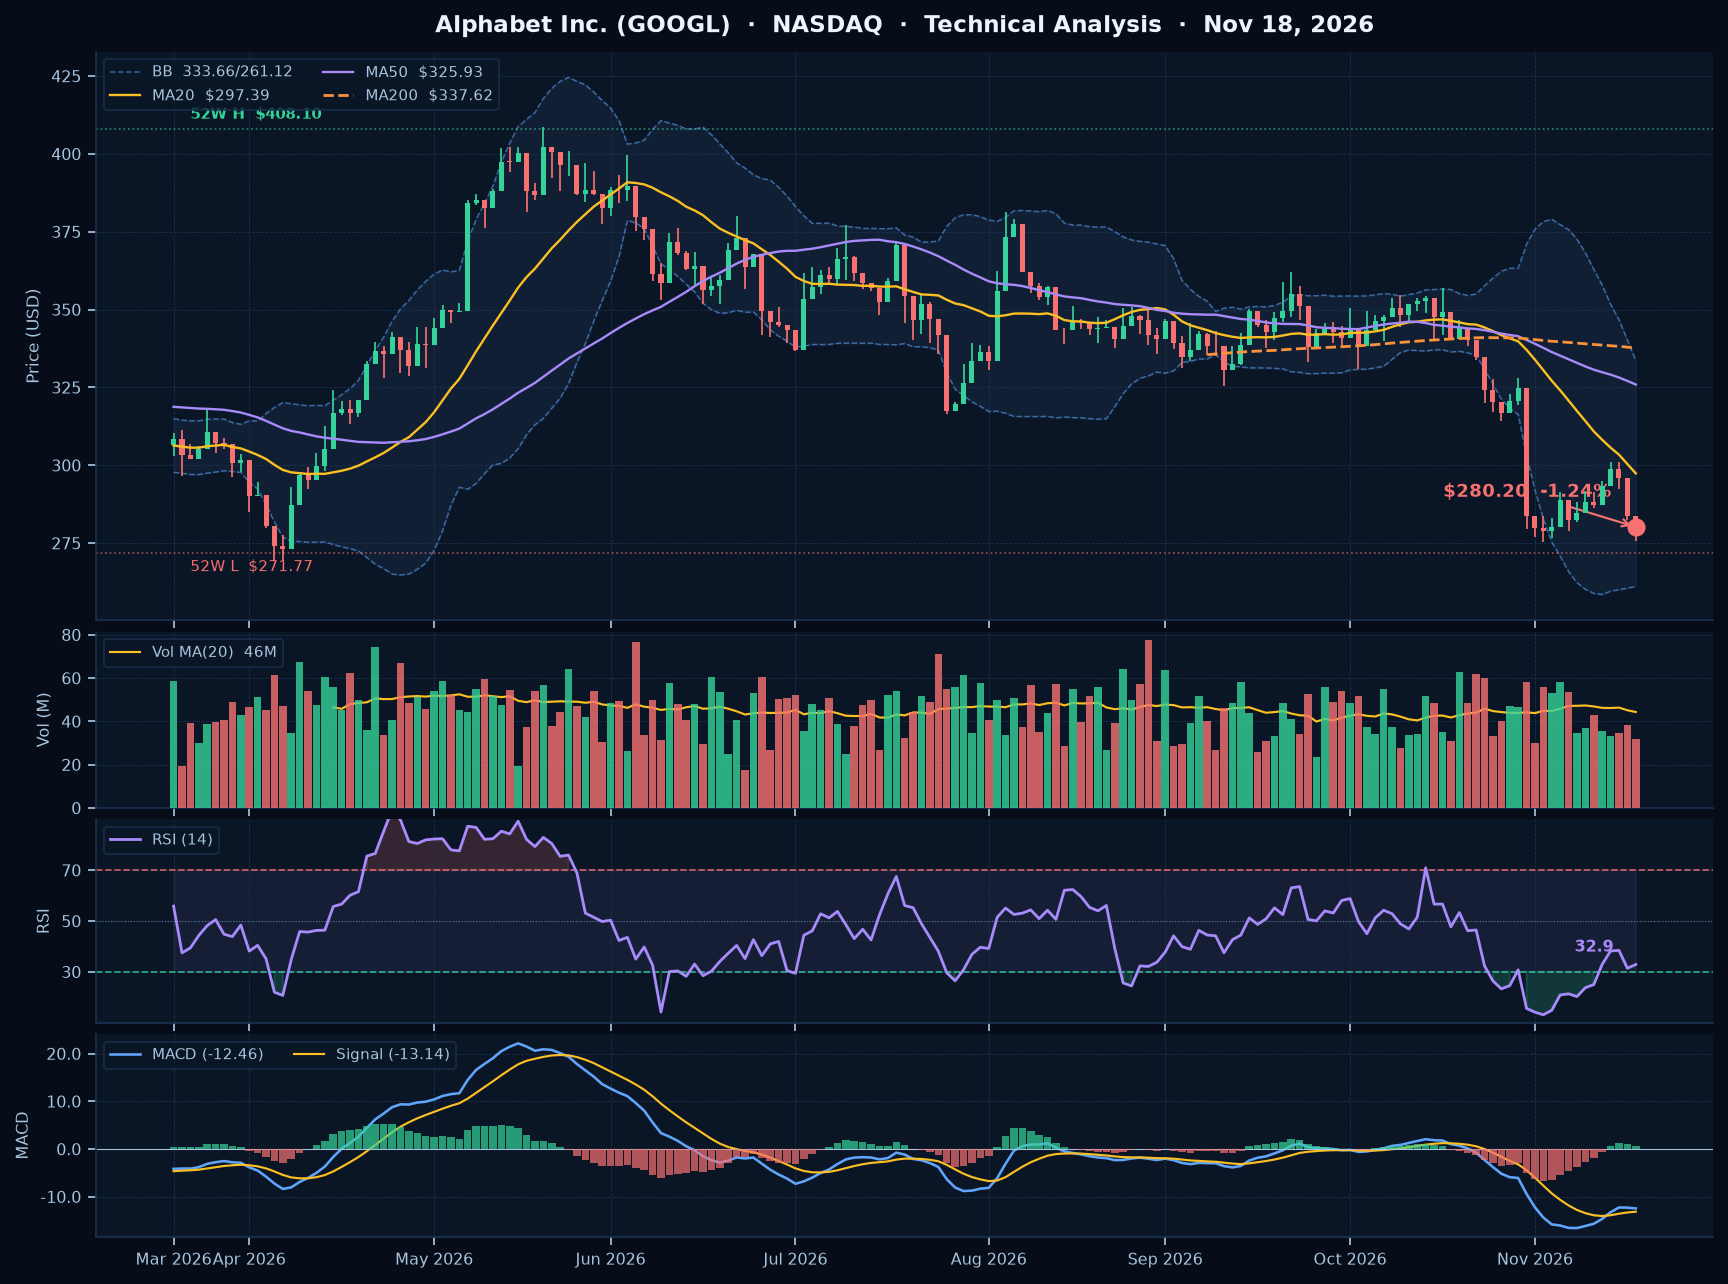 Alphabet Inc. (GOOGL) · NASDAQ · Technical Analysis · Nov 18, 2026
BB 333.66/261.12
MA20 $297.39
MA50 $325.93
MA200 $337.62
52W H $408.10
Price (USD)
425
400
375
350
325
300
275
$280.20 -1.24%
52W L $271.77
Vol (M)
80
60
40
20
0
Vol MA(20) 46M
RSI
70
50
30
RSI (14)
32.9
MACD
20.0
10.0
0.0
-10.0
MACD (-12.46)
Signal (-13.14)
Mar 2026
Apr 2026
May 2026
Jun 2026
Jul 2026
Aug 2026
Sep 2026
Oct 2026
Nov 2026